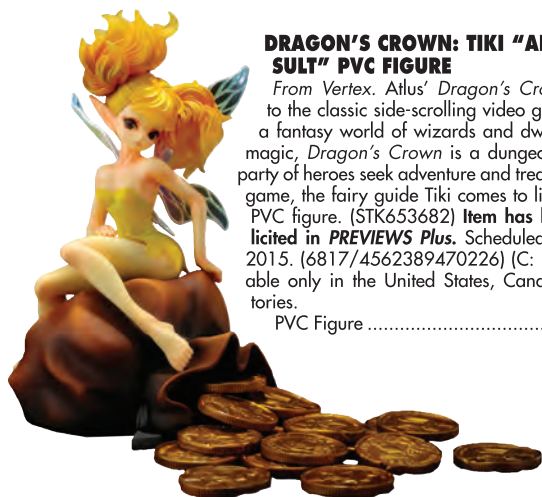 DRAGON'S CROWN: TIKI "A
SULT" PVC FIGURE
From Vertex. Atlus' Dragon's Cro
to the classic side-scrolling video g
a fantasy world of wizards and dw
magic, Dragon's Crown is a dunge
party of heroes seek adventure and trea
game, the fairy guide Tiki comes to li
PVC figure. (STK653682) Item has
licited in PREVIEWS Plus. Scheduled
2015. (6817/4562389470226) (C:
able only in the United States, Cana
tories.
PVC Figure ................................